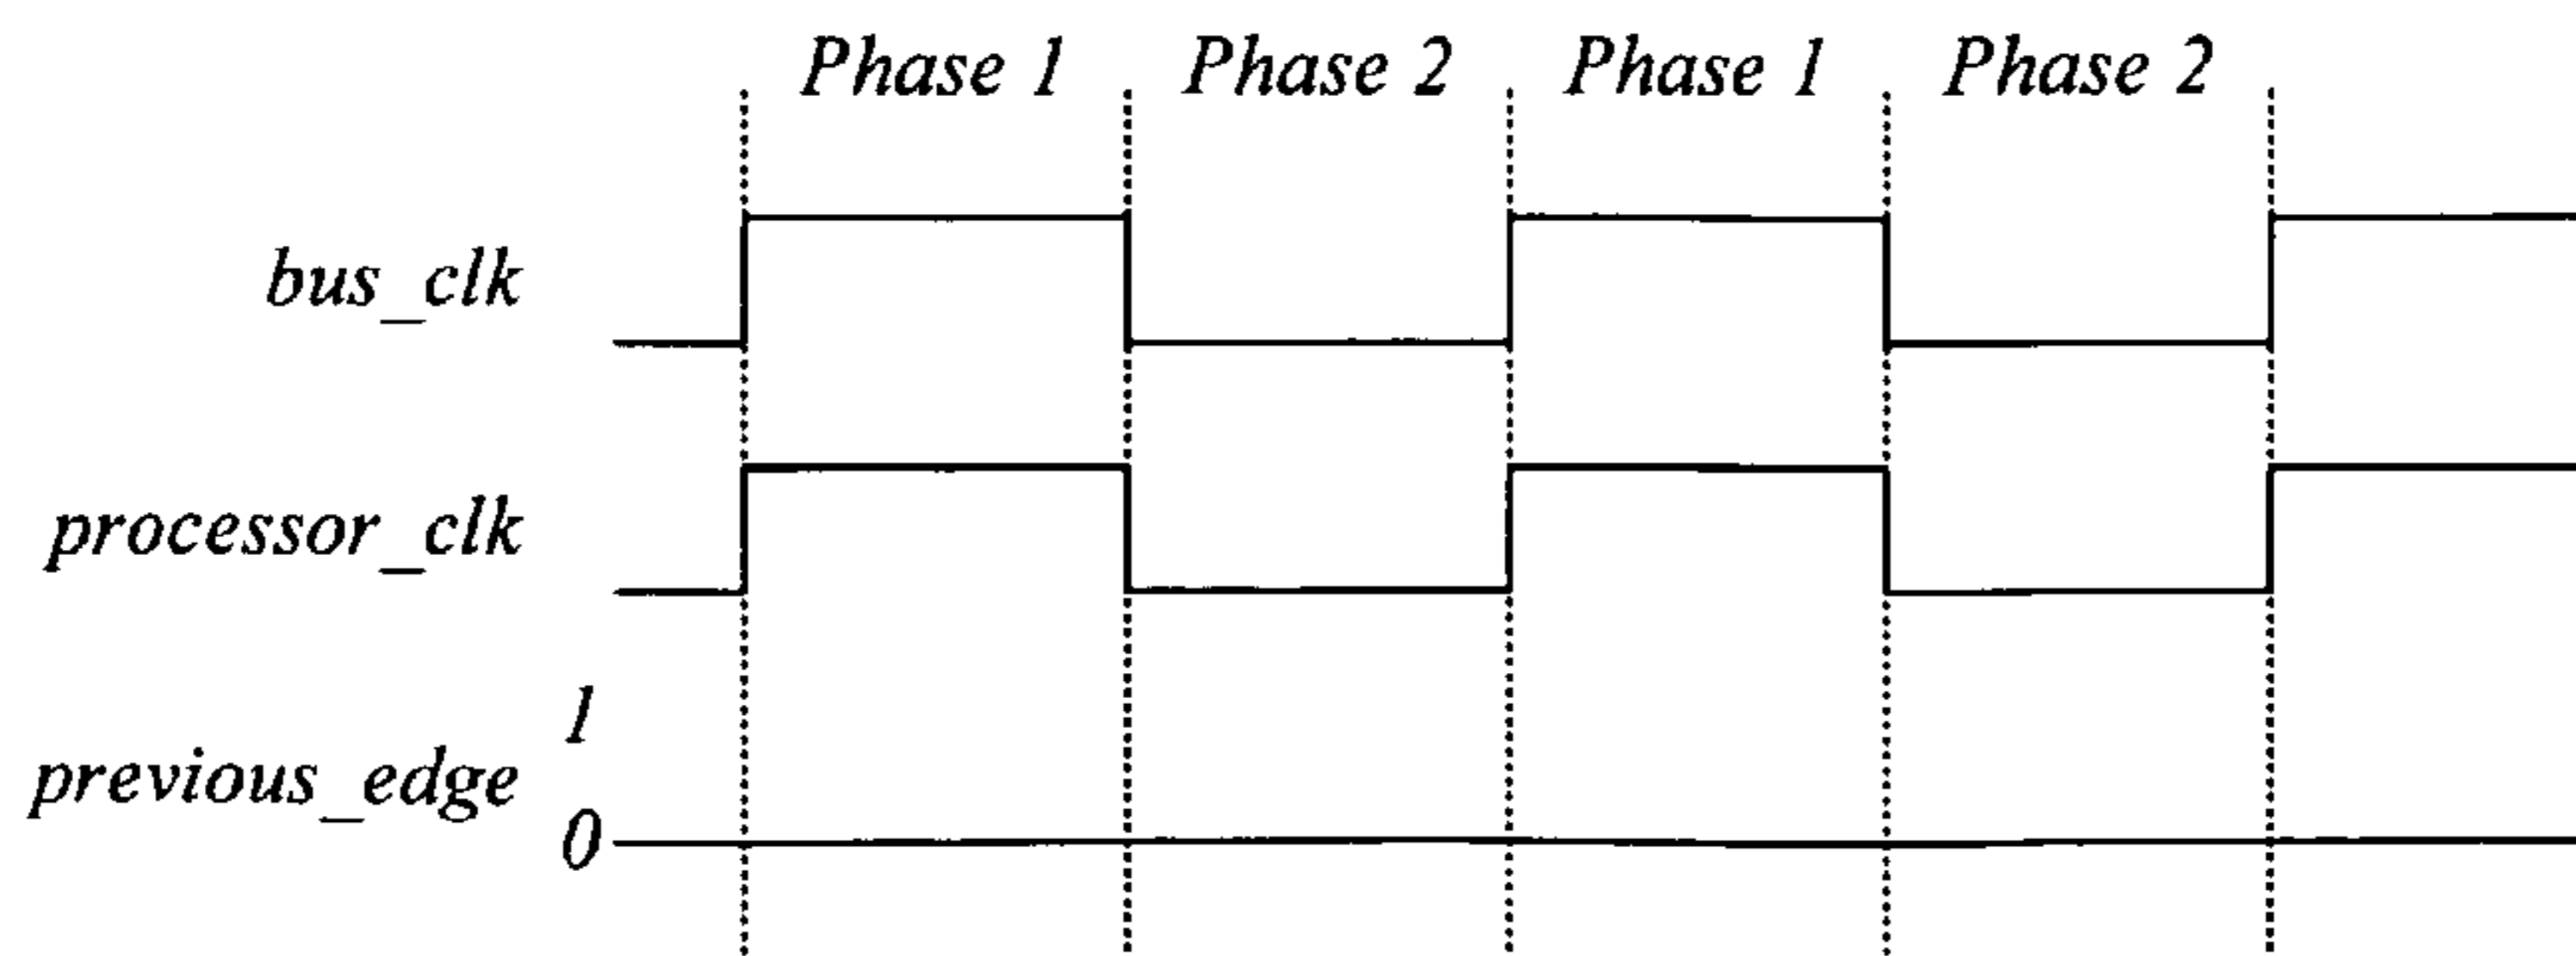 Phase 1 Phase 2 Phase 1 Phase 2
bus_clk
processor_clk
1
previous_edge
0